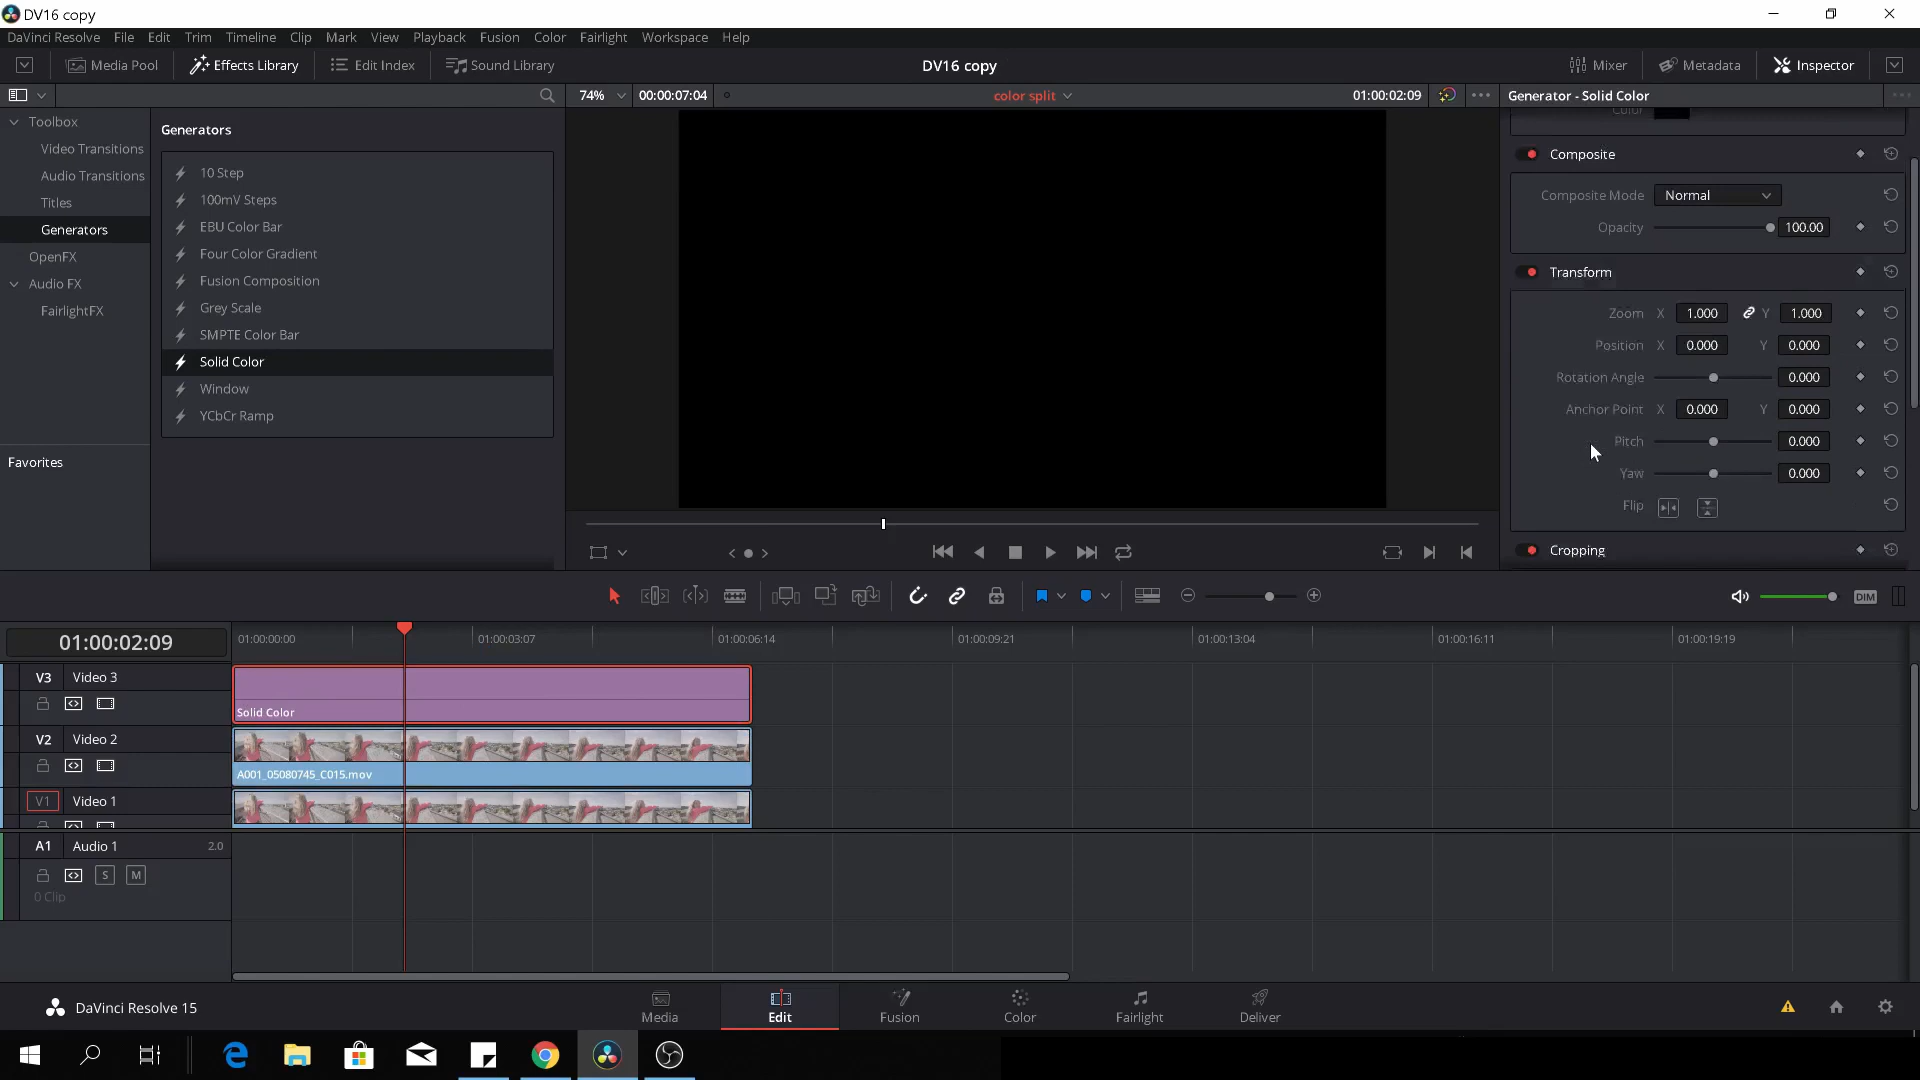 DV16 copy
DaVinci Resolve File Edit Trim Timeline Clip Mark View Playback Fusion Color Fairlight Workspace Help
Media Pool Effects Library Edit Index Sound Library DV16 copy Mixer Metadata Inspector
74% 00:00:07:04 color split 01:00:02:09 Generator - Solid Color
Toolbox
Video Transitions
Audio Transitions
Titles
Generators
OpenFX
Audio FX
FairlightFX
Favorites
Generators
10 Step
100mV Steps
EBU Color Bar
Four Color Gradient
Fusion Composition
Grey Scale
SMPTE Color Bar
Solid Color
Window
YCbCr Ramp
Color
Composite
Composite Mode Normal
Opacity 100.00
Transform
Zoom X 1.000 Y 1.000
Position X 0.000 Y 0.000
Rotation Angle 0.000
Anchor Point X 0.000 Y 0.000
Pitch 0.000
Yaw 0.000
Flip
Cropping
DIM
01:00:02:09 01:00:00:00 01:00:03:07 01:00:06:14 01:00:09:21 01:00:13:04 01:00:16:11 01:00:19:19
V3 Video 3
Solid Color
V2 Video 2
A001_05080745_C015.mov
V1 Video 1
A1 Audio 1 2.0
S M
0 Clip
DaVinci Resolve 15
Media Edit Fusion Color Fairlight Deliver